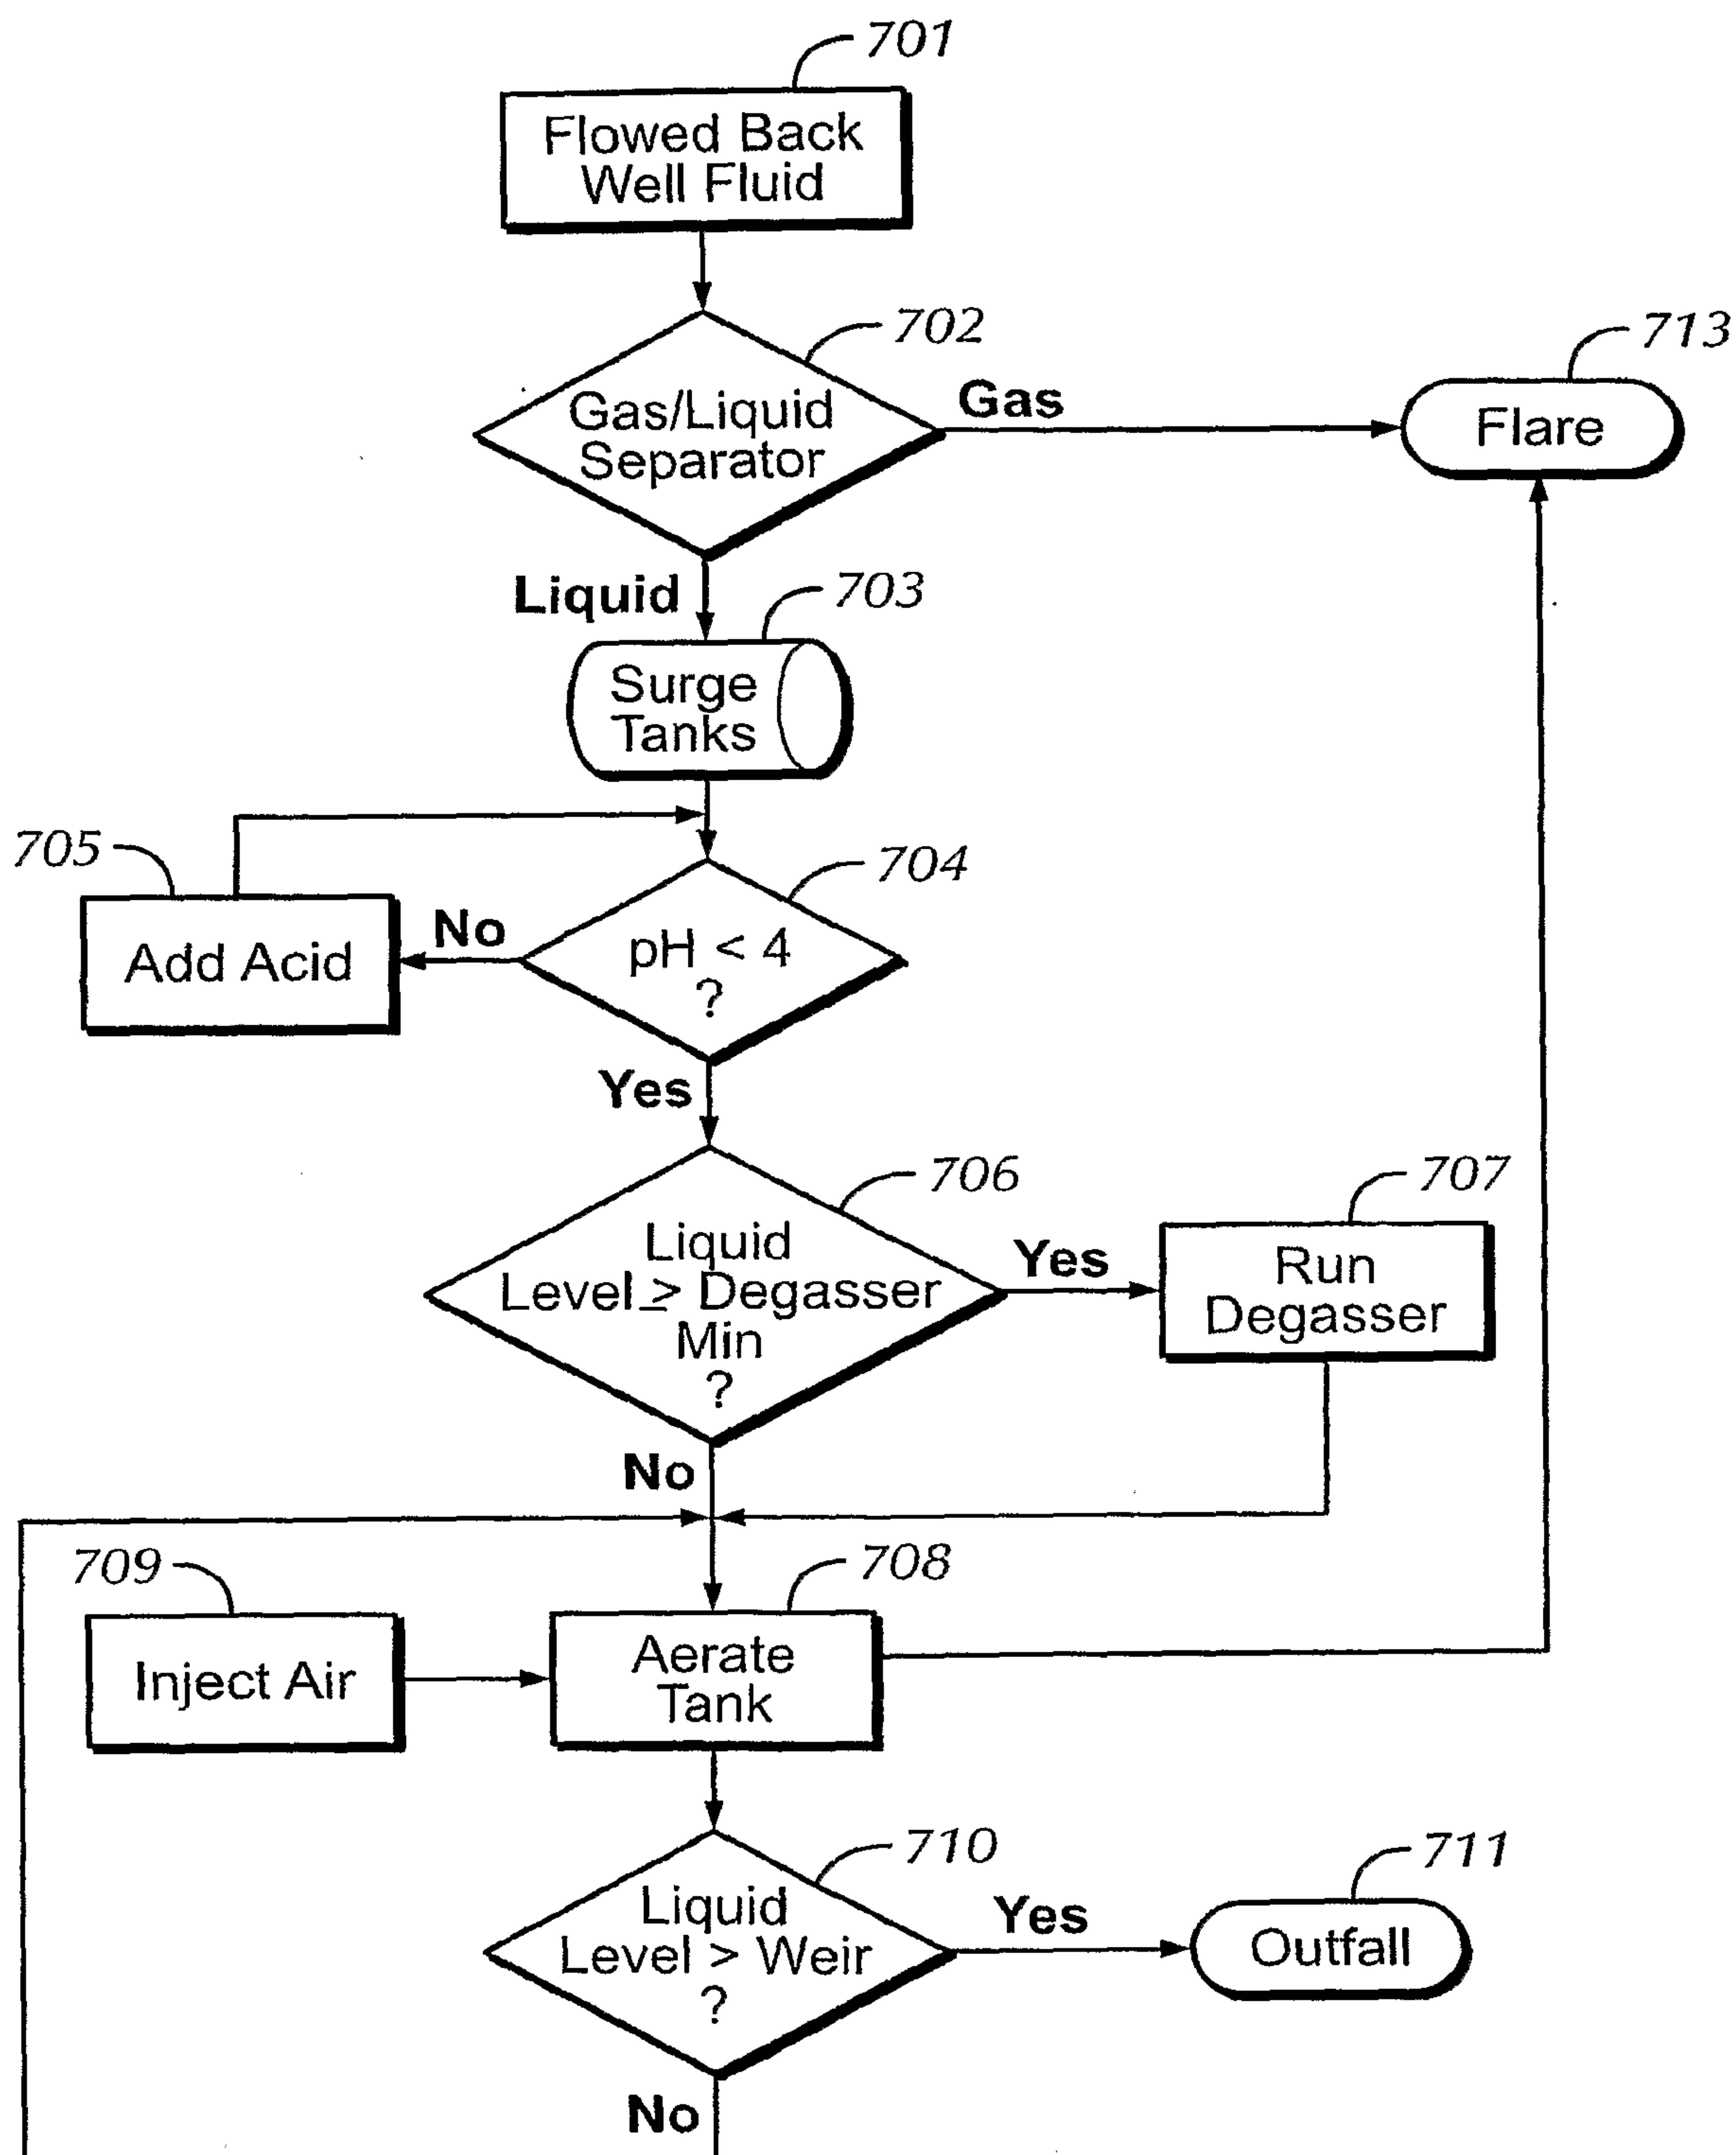 701
Flowed Back
Well Fluid
702
Gas/Liquid
Separator
Gas
713
Flare
Liquid
703
Surge
Tanks
705
Add Acid
No
704
pH < 4
?
Yes
706
Liquid
Level ≥ Degasser
Min
?
Yes
707
Run
Degasser
No
709
Inject Air
708
Aerate
Tank
710
Liquid
Level > Weir
?
Yes
711
Outfall
No